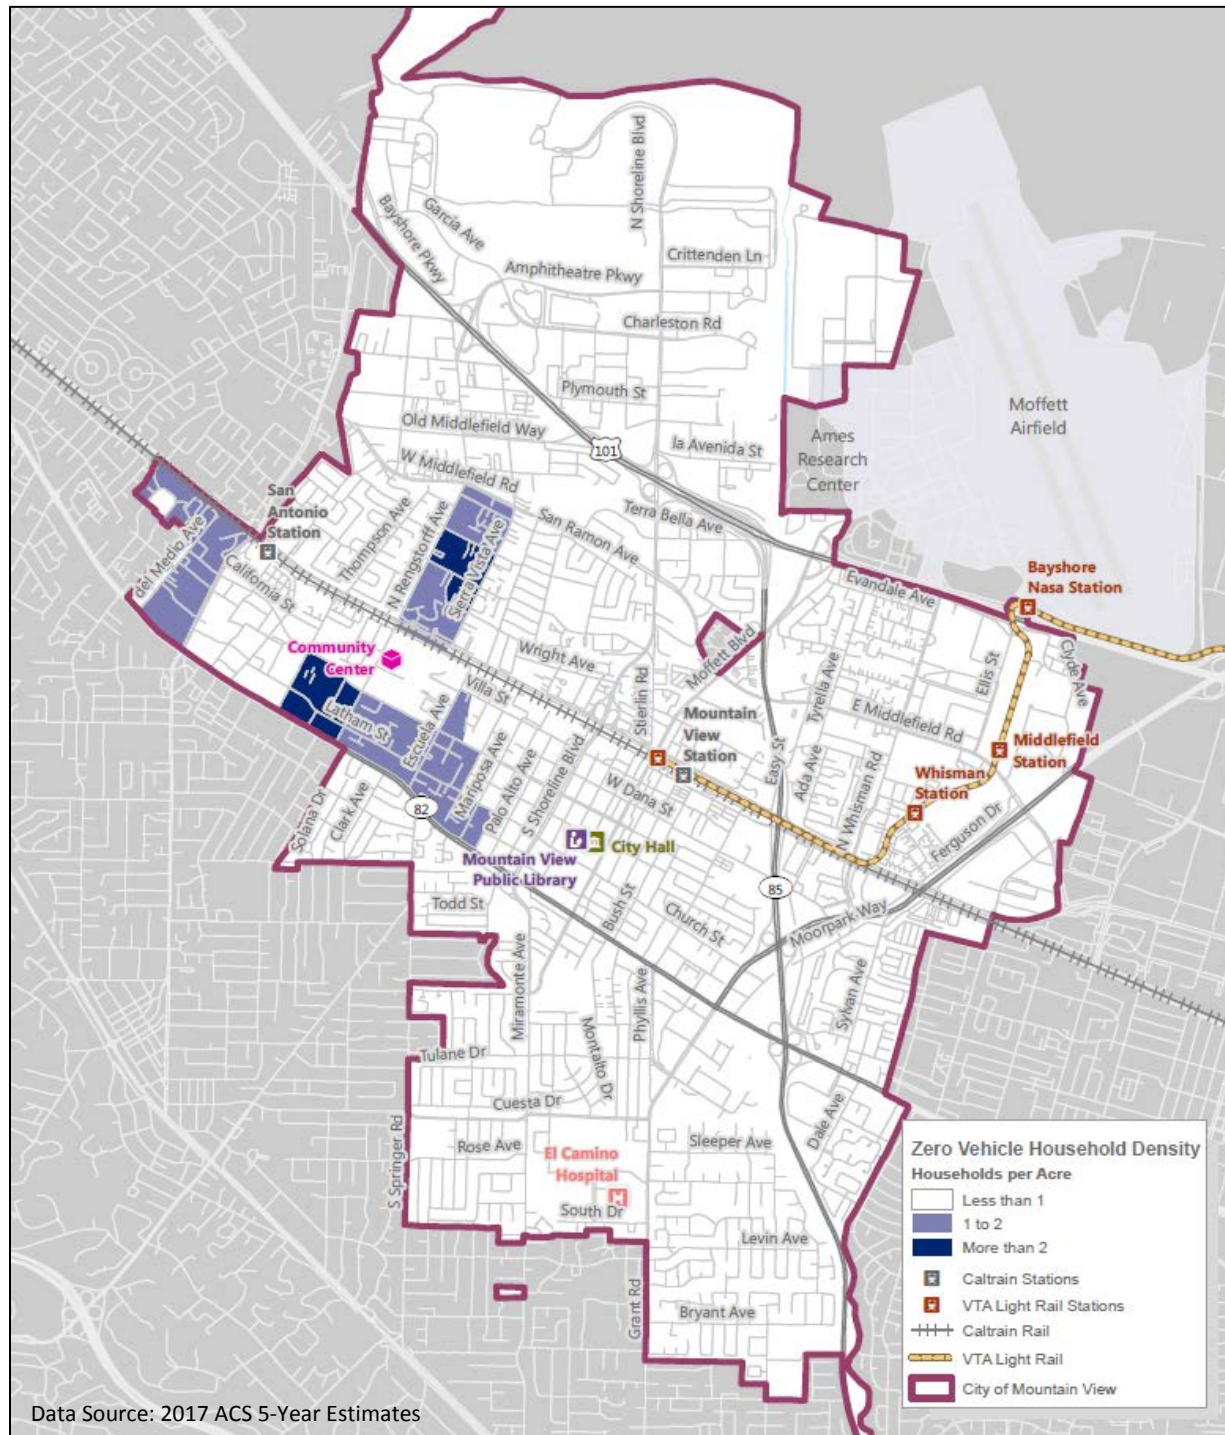 N Shoreline Blvd
Garcia Ave
Bayshore Pkwy
Crittenden Ln
Amphitheatre Pkwy
Charleston Rd
Plymouth St
Moffett
Airfield
Old Middlefield Way
101
la Avenida St
Ames
Research
Center
W Middlefield Rd
San
Antonio
Station
Thompson Ave
N Rengstorff Ave
Sierra Vista Ave
San Ramon Ave
Terra Bella Ave
del Medio Ave
California St
Evandale Ave
Bayshore
Nasa Station
Community
Center
Wright Ave
Villa St
Stierlin Rd
Moffett Blvd
Tyrella Ave
Ellis St
Clyde Ave
Latham St
Escuela Ave
Mariposa Ave
Palo Alto Ave
S Shoreline Blvd
Mountain
View
Station
E Middlefield Rd
Easy St
Ada Ave
N Whisman Rd
Middlefield
Station
Whisman
Station
W Dana St
Solana Dr
Clark Ave
82
City Hall
Mountain View
Public Library
Ferguson Dr
85
Todd St
Bush St
Church St
Moorpark Way
Miramonte Ave
Phyllis Ave
Sylvan Ave
Montalto Dr
Tulane Dr
Cuesta Dr
Dale Ave
S Springer Rd
Rose Ave
El Camino
Hospital
Sleeper Ave
South Dr
Levin Ave
Grant Rd
Bryant Ave
Zero Vehicle Household Density
Households per Acre
Less than 1
1 to 2
More than 2
Caltrain Stations
VTA Light Rail Stations
Caltrain Rail
VTA Light Rail
City of Mountain View
Data Source: 2017 ACS 5-Year Estimates